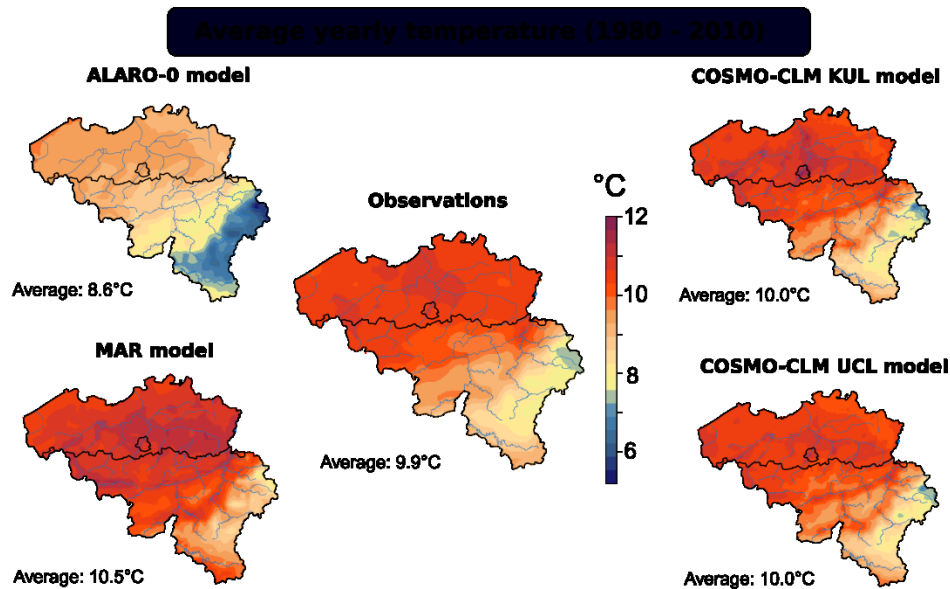 Average yearly temperature (1980 - 2010)
ALARO-0 model
Average: 8.6°C
COSMO-CLM KUL model
Average: 10.0°C
Observations
Average: 9.9°C
°C
12
10
8
6
MAR model
Average: 10.5°C
COSMO-CLM UCL model
Average: 10.0°C